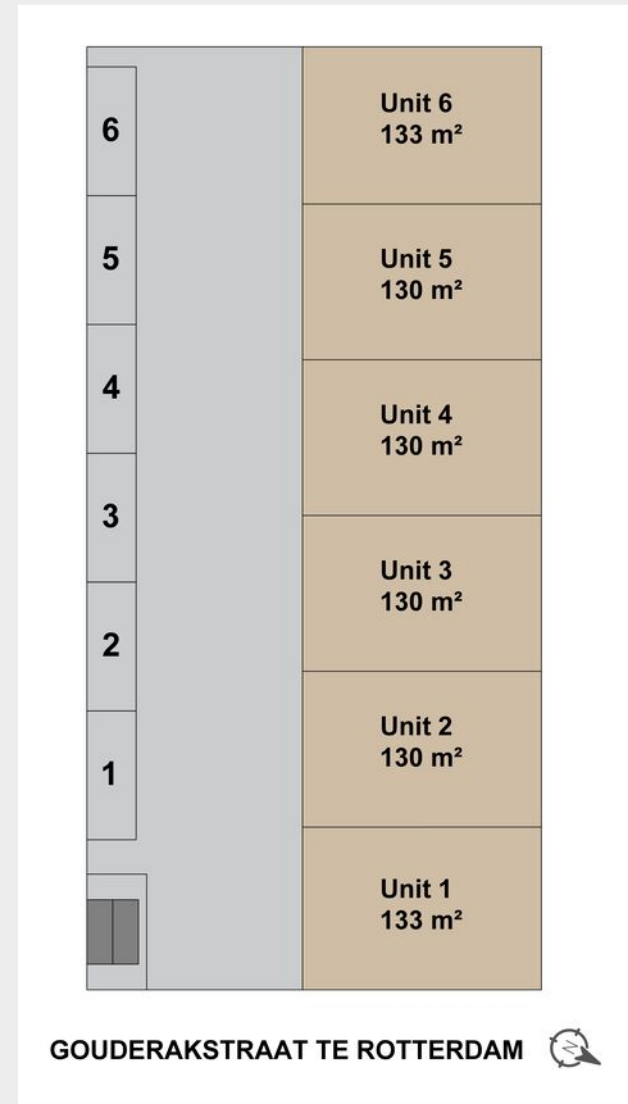 6
5
4
3
2
1
Unit 6
133 m²
Unit 5
130 m²
Unit 4
130 m²
Unit 3
130 m²
Unit 2
130 m²
Unit 1
133 m²
GOUDERAKSTRAAT TE ROTTERDAM
N